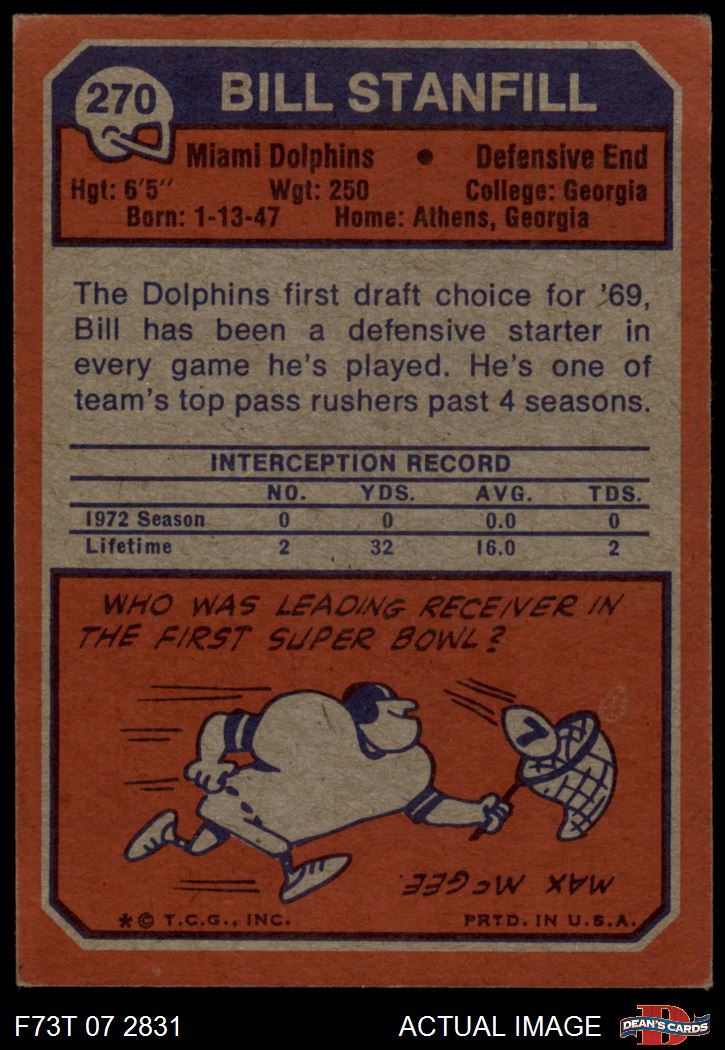 270
BILL STANFILL
Miami Dolphins • Defensive End
Hgt: 6'5" Wgt: 250 College: Georgia
Born: 1-13-47 Home: Athens, Georgia
The Dolphins first draft choice for '69,
Bill has been a defensive starter in
every game he's played. He's one of
team's top pass rushers past 4 seasons.
INTERCEPTION RECORD
NO. YDS. AVG. TDS.
1972 Season 0 0 0.0 0
Lifetime 2 32 16.0 2
WHO WAS LEADING RECEIVER IN
THE FIRST SUPER BOWL?
7
MAX McGEE.
* © T.C.G., INC. PRTD. IN U.S.A.
F73T 07 2831 ACTUAL IMAGE
D
DEAN'S CARDS